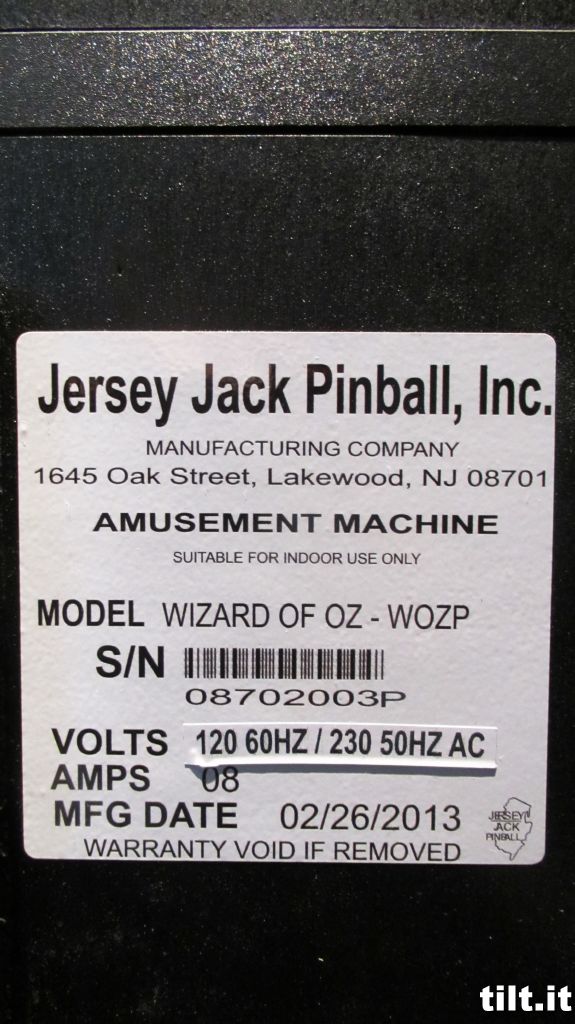 Jersey Jack Pinball, Inc.
MANUFACTURING COMPANY
1645 Oak Street, Lakewood, NJ 08701
AMUSEMENT MACHINE
SUITABLE FOR INDOOR USE ONLY
MODEL WIZARD OF OZ - WOZP
S/N
08702003P
VOLTS 120 60HZ / 230 50HZ AC
AMPS 08
MFG DATE 02/26/2013
WARRANTY VOID IF REMOVED
JERSEY
JACK
PINBALL
tilt.it